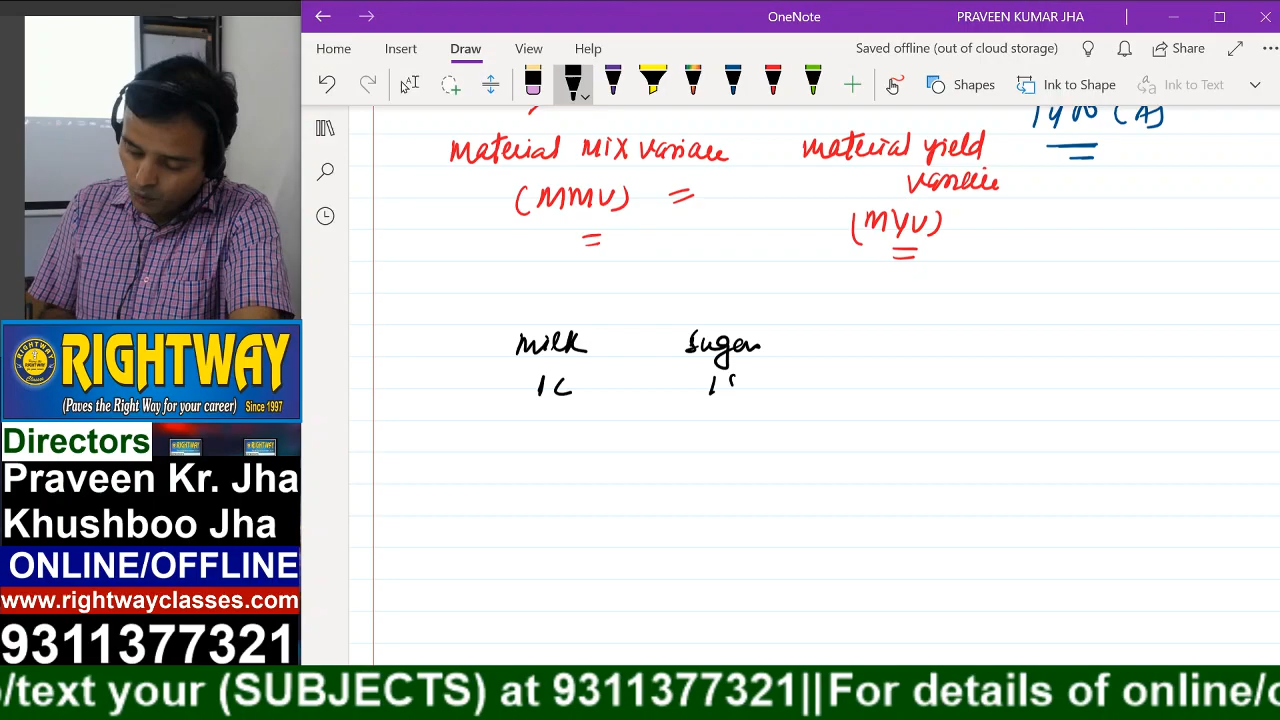 OneNote
PRAVEEN KUMAR JHA
Home Insert Draw View Help
Saved offline (out of cloud storage)
Share
Shapes
Ink to Shape
Ink to Text
material MIX variance
(MMV) =
=
material yield
variance
(MYV)
Milk Sugar
RIGHTWAY
(Paves the Right Way for your career) Since 1997
Directors
Praveen Kr. Jha
Khushboo Jha
ONLINE/OFFLINE
www.rightwayclasses.com
9311377321
/text your (SUBJECTS) at 9311377321||For details of online/